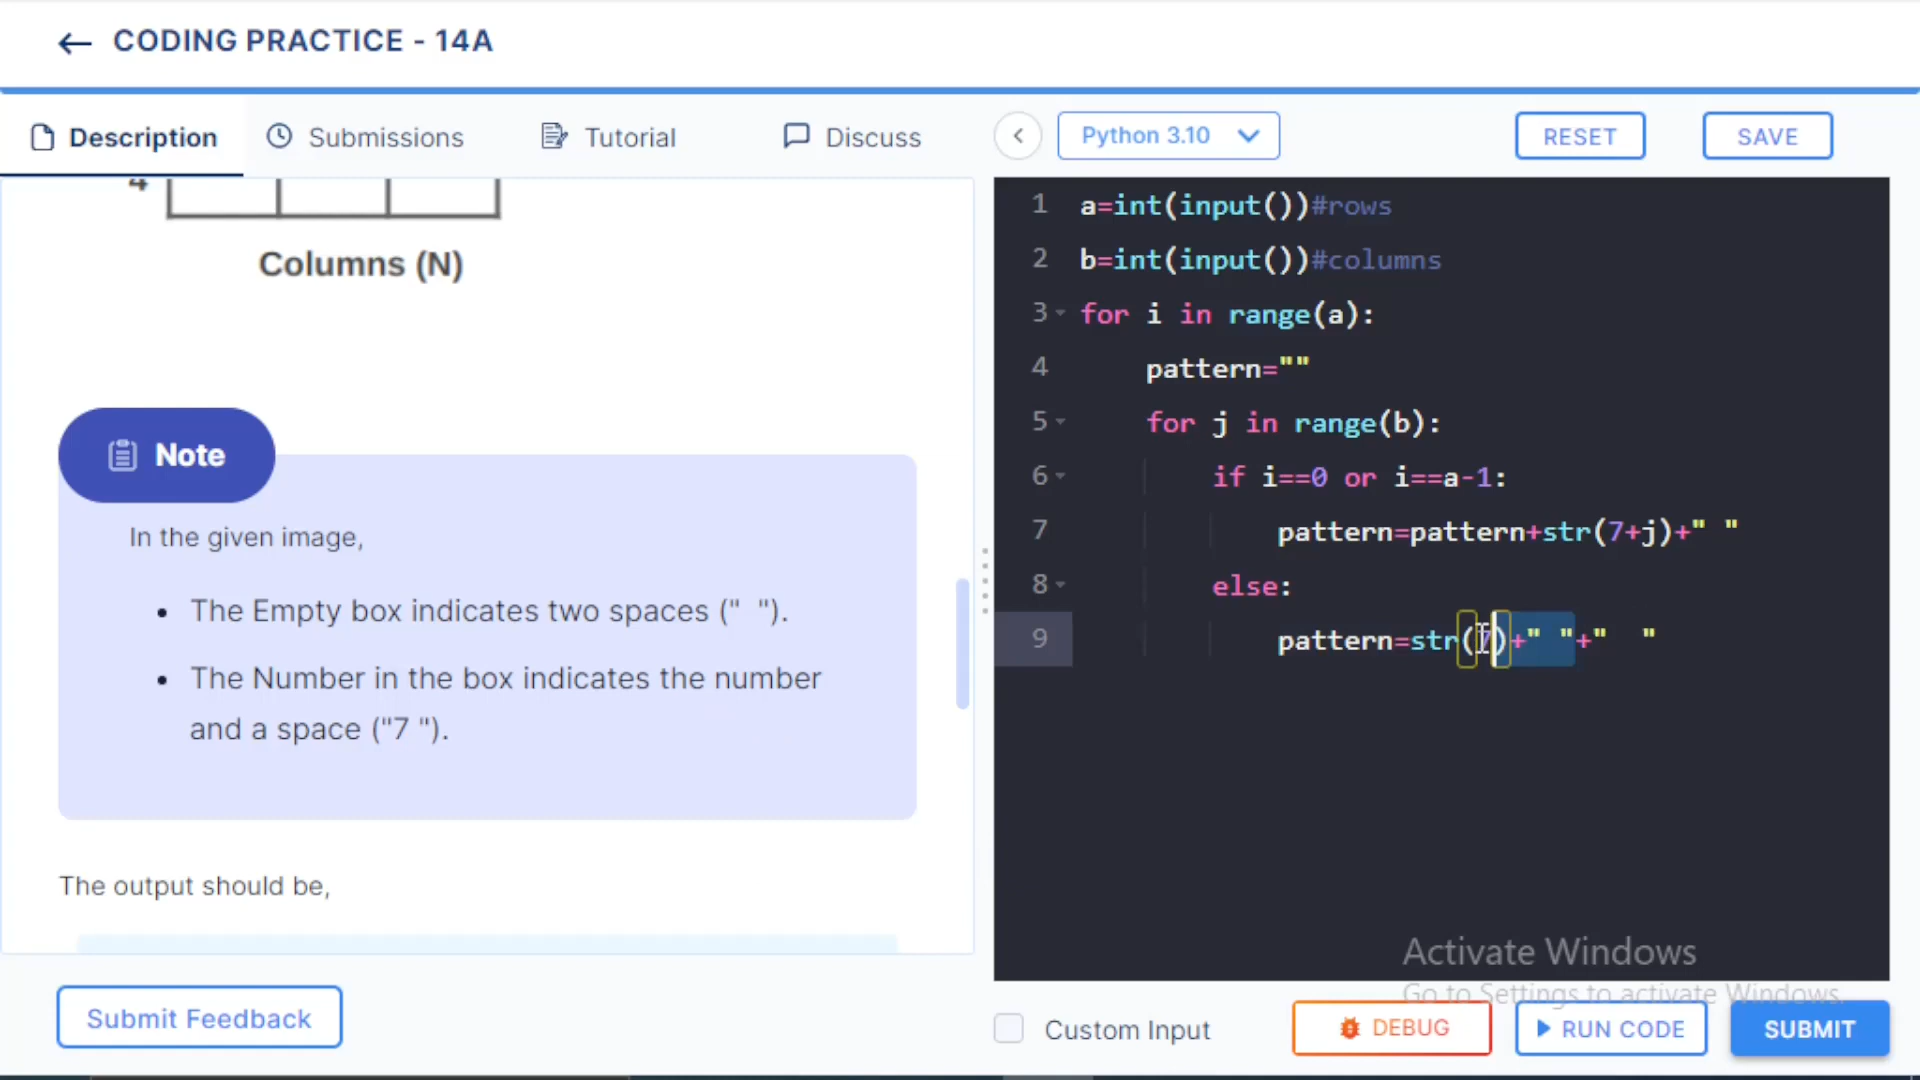 CODING PRACTICE - 14A
Description
Submissions
Tutorial
Discuss
Python 3.10
RESET
SAVE
4
Columns (N)
Note
In the given image,
• The Empty box indicates two spaces ("  ").
• The Number in the box indicates the number
and a space ("7 ").
The output should be,
Submit Feedback
1 a=int(input())#rows
2 b=int(input())#columns
3 for i in range(a):
4     pattern=""
5     for j in range(b):
6         if i==0 or i==a-1:
7             pattern=pattern+str(7+j)+" "
8         else:
9             pattern=str(7)+" "+"  "
Activate Windows
Go to Settings to activate Windows.
Custom Input
DEBUG
RUN CODE
SUBMIT